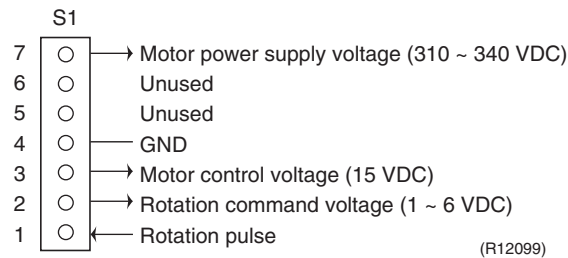 S1
7 Motor power supply voltage (310 ~ 340 VDC)
6 Unused
5 Unused
4 GND
3 Motor control voltage (15 VDC)
2 Rotation command voltage (1 ~ 6 VDC)
1 Rotation pulse
(R12099)